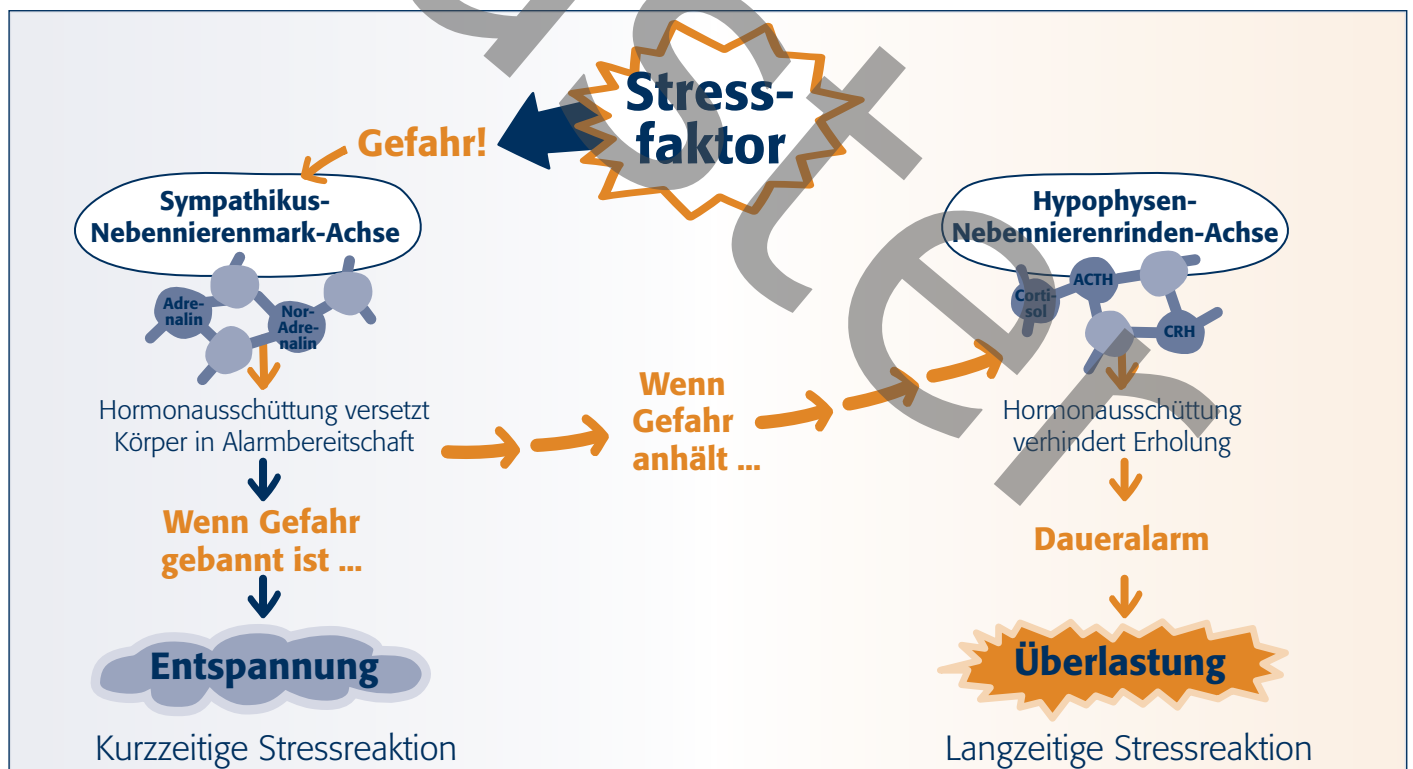 Stress-
faktor
Gefahr!
Sympathikus-
Nebennierenmark-Achse
Adre-
nalin
Nor-
Adre-
nalin
Hormonausschüttung versetzt
Körper in Alarmbereitschaft
Wenn Gefahr
gebannt ist ...
Entspannung
Kurzzeitige Stressreaktion
Wenn
Gefahr
anhält ...
Hypophysen-
Nebennierenrinden-Achse
Corti-
sol
ACTH
CRH
Hormonausschüttung
verhindert Erholung
Daueralarm
Überlastung
Langzeitige Stressreaktion
uster